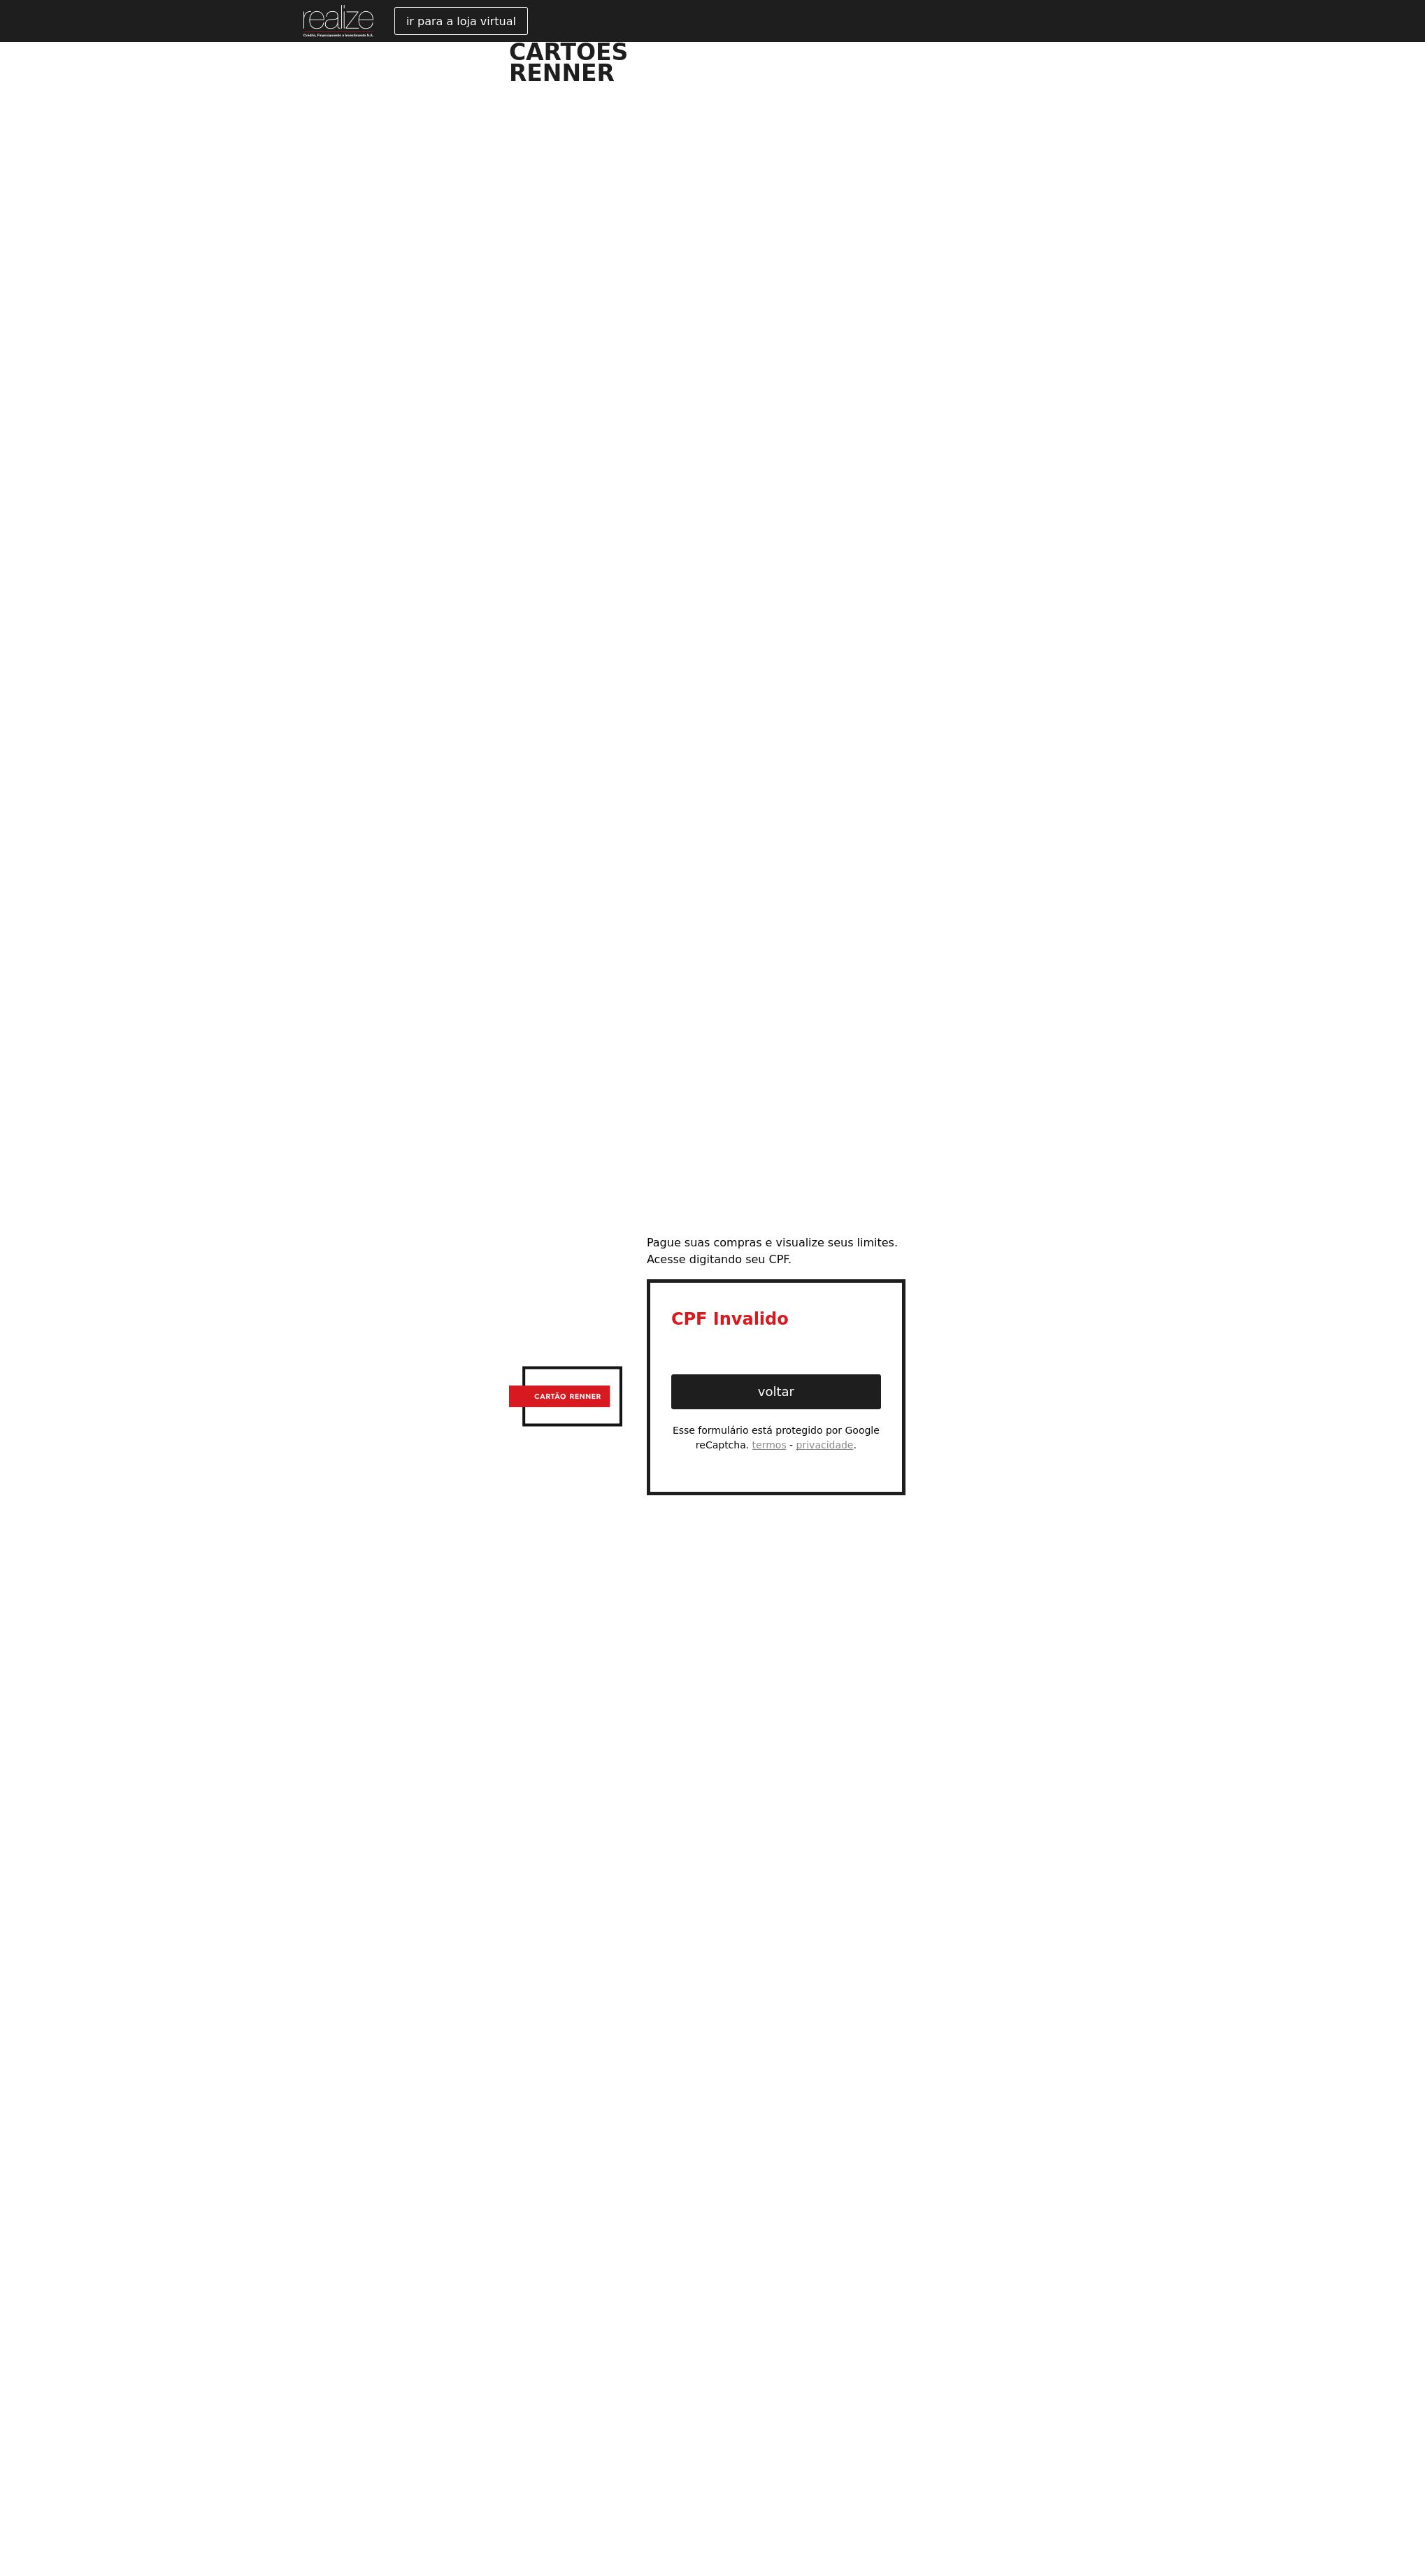 realize
Crédito, Financiamento e Investimento S.A.
ir para a loja virtual
CARTÕES
RENNER
Pague suas compras e visualize seus limites.
Acesse digitando seu CPF.
CPF Invalido
CARTÃO RENNER
voltar
Esse formulário está protegido por Google
reCaptcha. termos - privacidade.